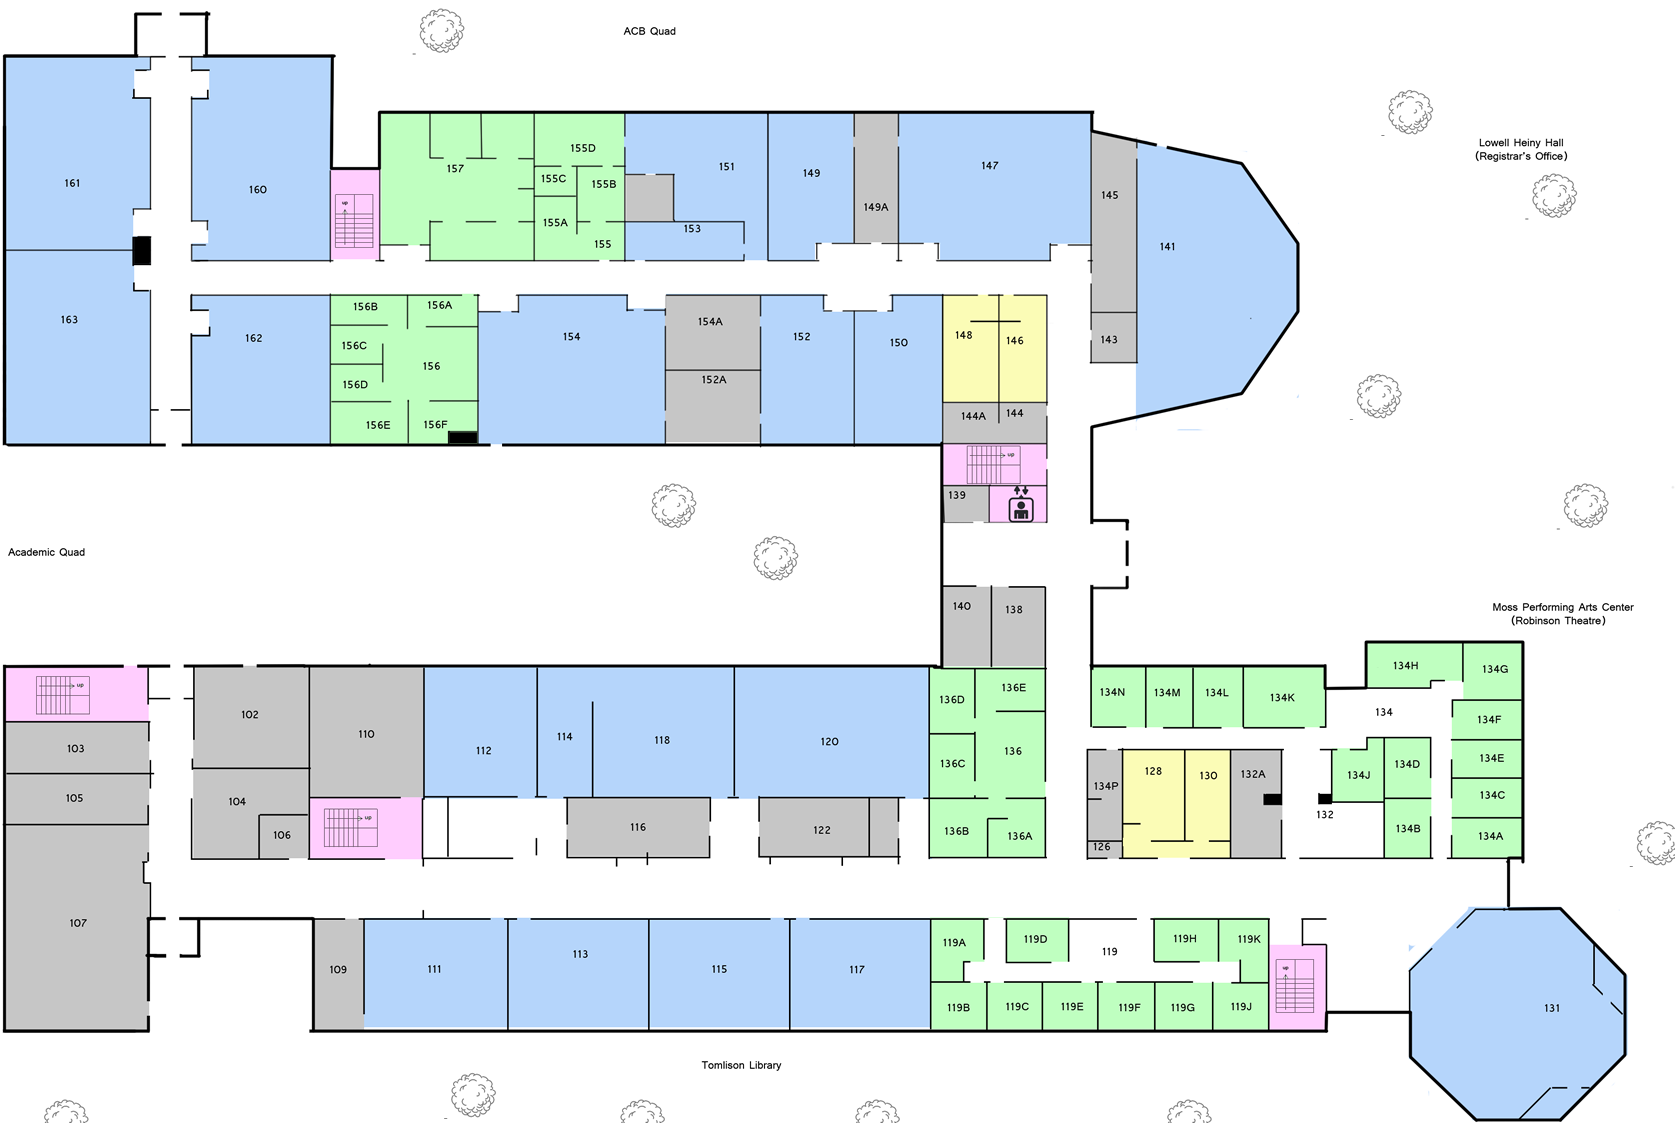 ACB Quad
Lowell Heiny Hall
(Registrar's Office)
161
160
up
157
155D
155C
155B
155A
155
151
153
149
149A
147
145
141
143
163
162
156B
156A
156C
156
156D
156E
156F
154
154A
152A
152
150
148
146
144A
144
up
139
Academic Quad
140
138
Moss Performing Arts Center
(Robinson Theatre)
up
103
105
107
102
104
106
110
up
112
114
118
120
116
122
136D
136E
136C
136
136B
136A
134N
134M
134L
134K
134H
134G
134
134F
134E
134C
134A
134J
134D
134B
134P
126
128
130
132A
132
109
111
113
115
117
119A
119D
119
119H
119K
119B
119C
119E
119F
119G
119J
up
131
Tomlison Library